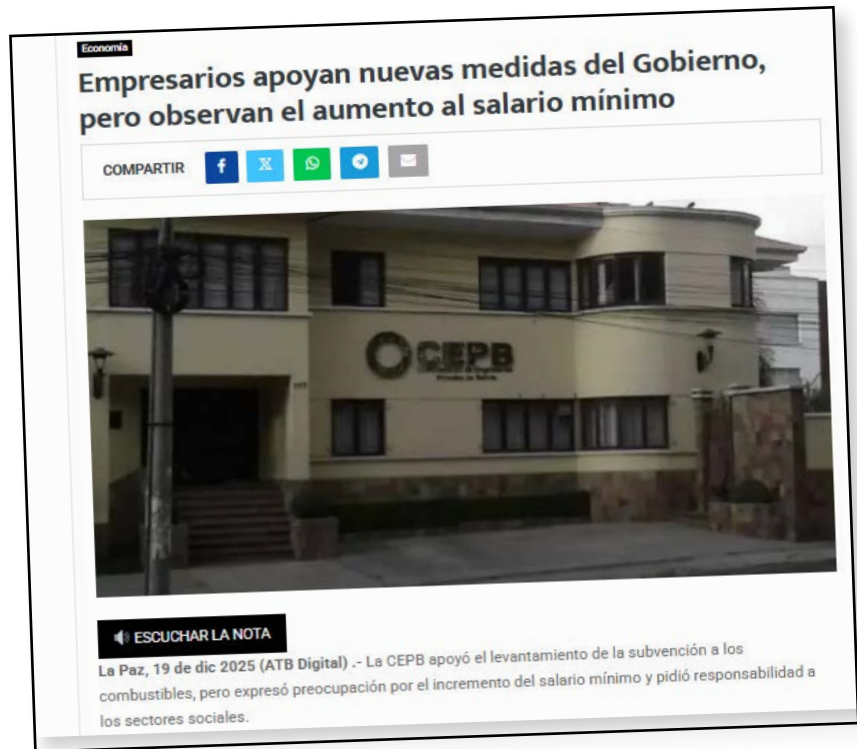 Economía
Empresarios apoyan nuevas medidas del Gobierno,
pero observan el aumento al salario mínimo
COMPARTIR
CEPB
ESCUCHAR LA NOTA
La Paz, 19 de dic 2025 (ATB Digital) .- La CEPB apoyó el levantamiento de la subvención a los
combustibles, pero expresó preocupación por el incremento del salario mínimo y pidió responsabilidad a
los sectores sociales.